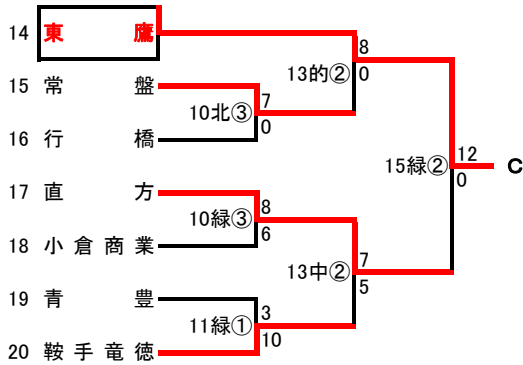 14 東鷹
8
13的② 0
15 常盤
7
10北③ 0
16 行橋
12
15緑② 0 C
17 直方
8
10緑③ 6
18 小倉商業
7
13中② 5
19 青豊
3
11緑① 10
20 鞍手竜徳